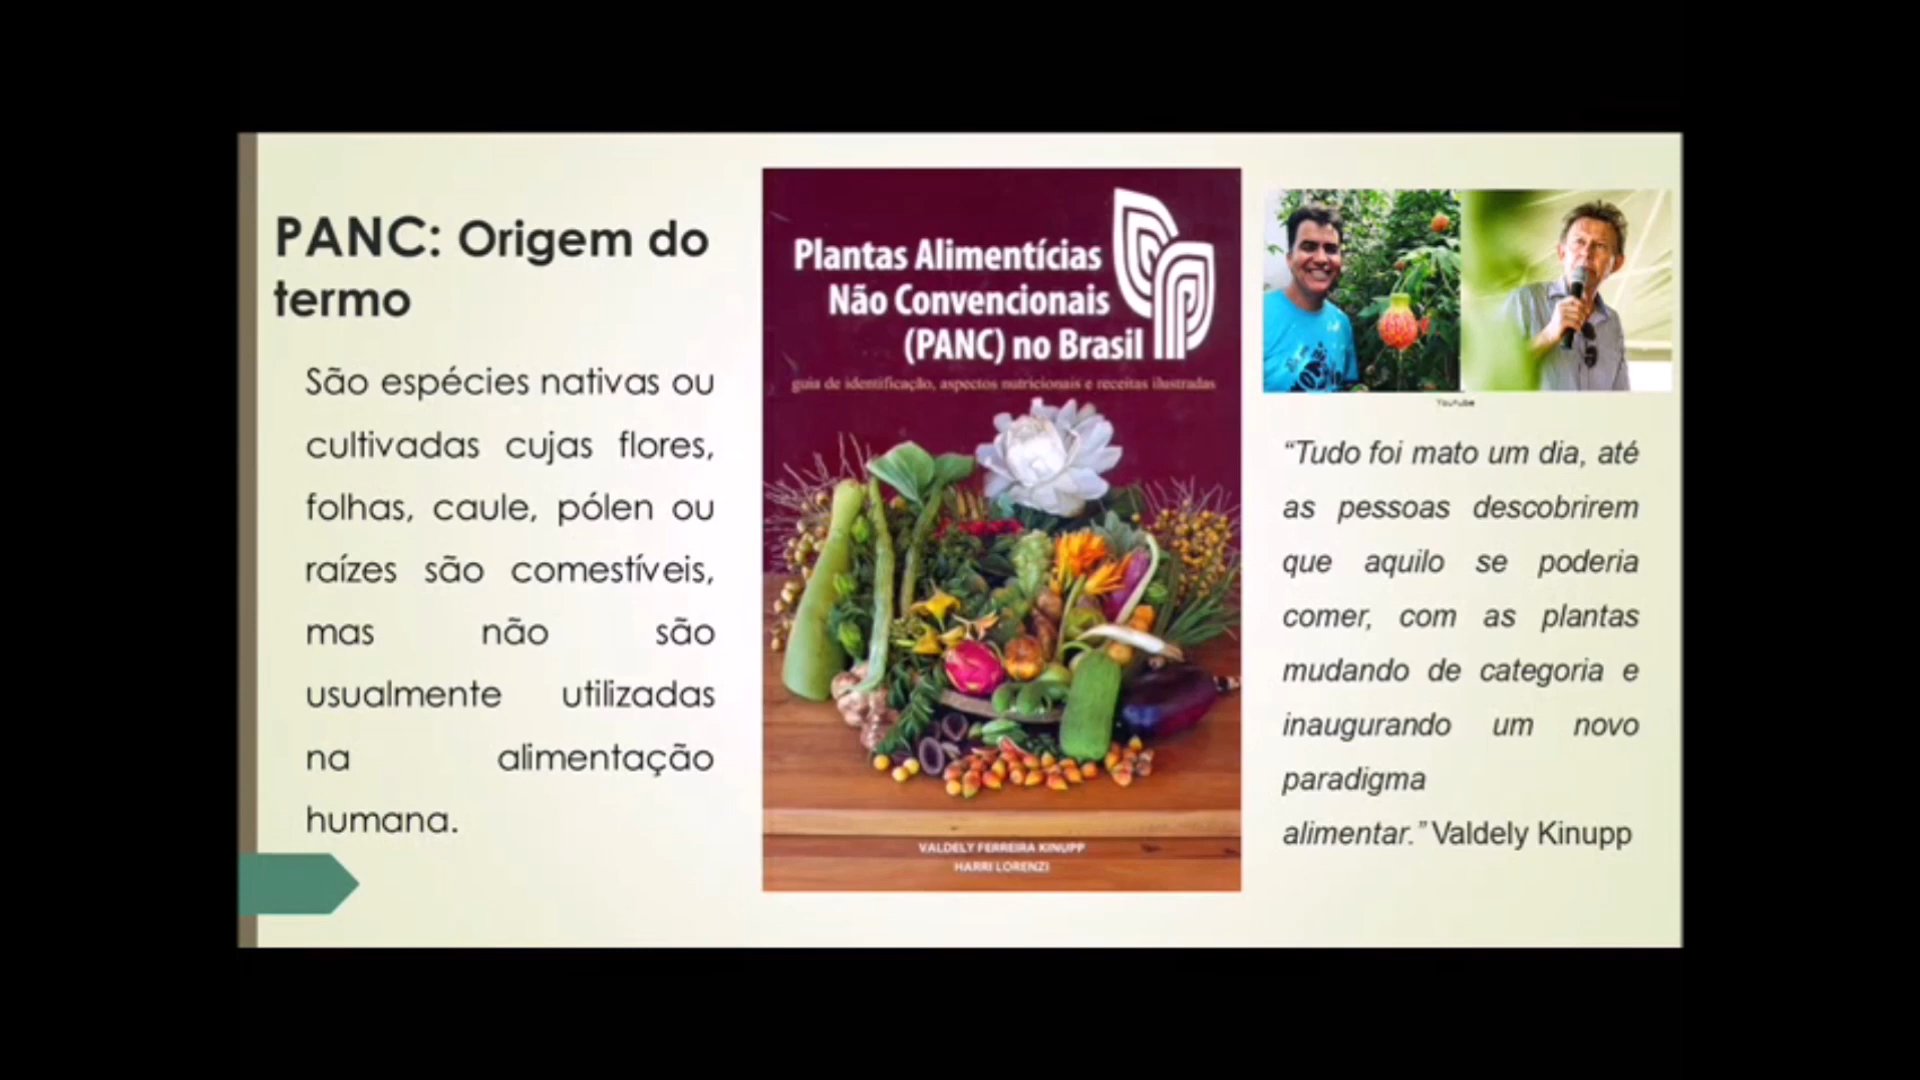 PANC: Origem do
termo
São espécies nativas ou
cultivadas cujas flores,
folhas, caule, pólen ou
raízes são comestíveis,
mas não são
usualmente utilizadas
na alimentação
humana.
Plantas Alimentícias
Não Convencionais
(PANC) no Brasil
guia de identificação, aspectos nutricionais e receitas ilustradas
VALDELY FERREIRA KINUPP
HARRI LORENZI
YouTube
“Tudo foi mato um dia, até
as pessoas descobrirem
que aquilo se poderia
comer, com as plantas
mudando de categoria e
inaugurando um novo
paradigma
alimentar.” Valdely Kinupp